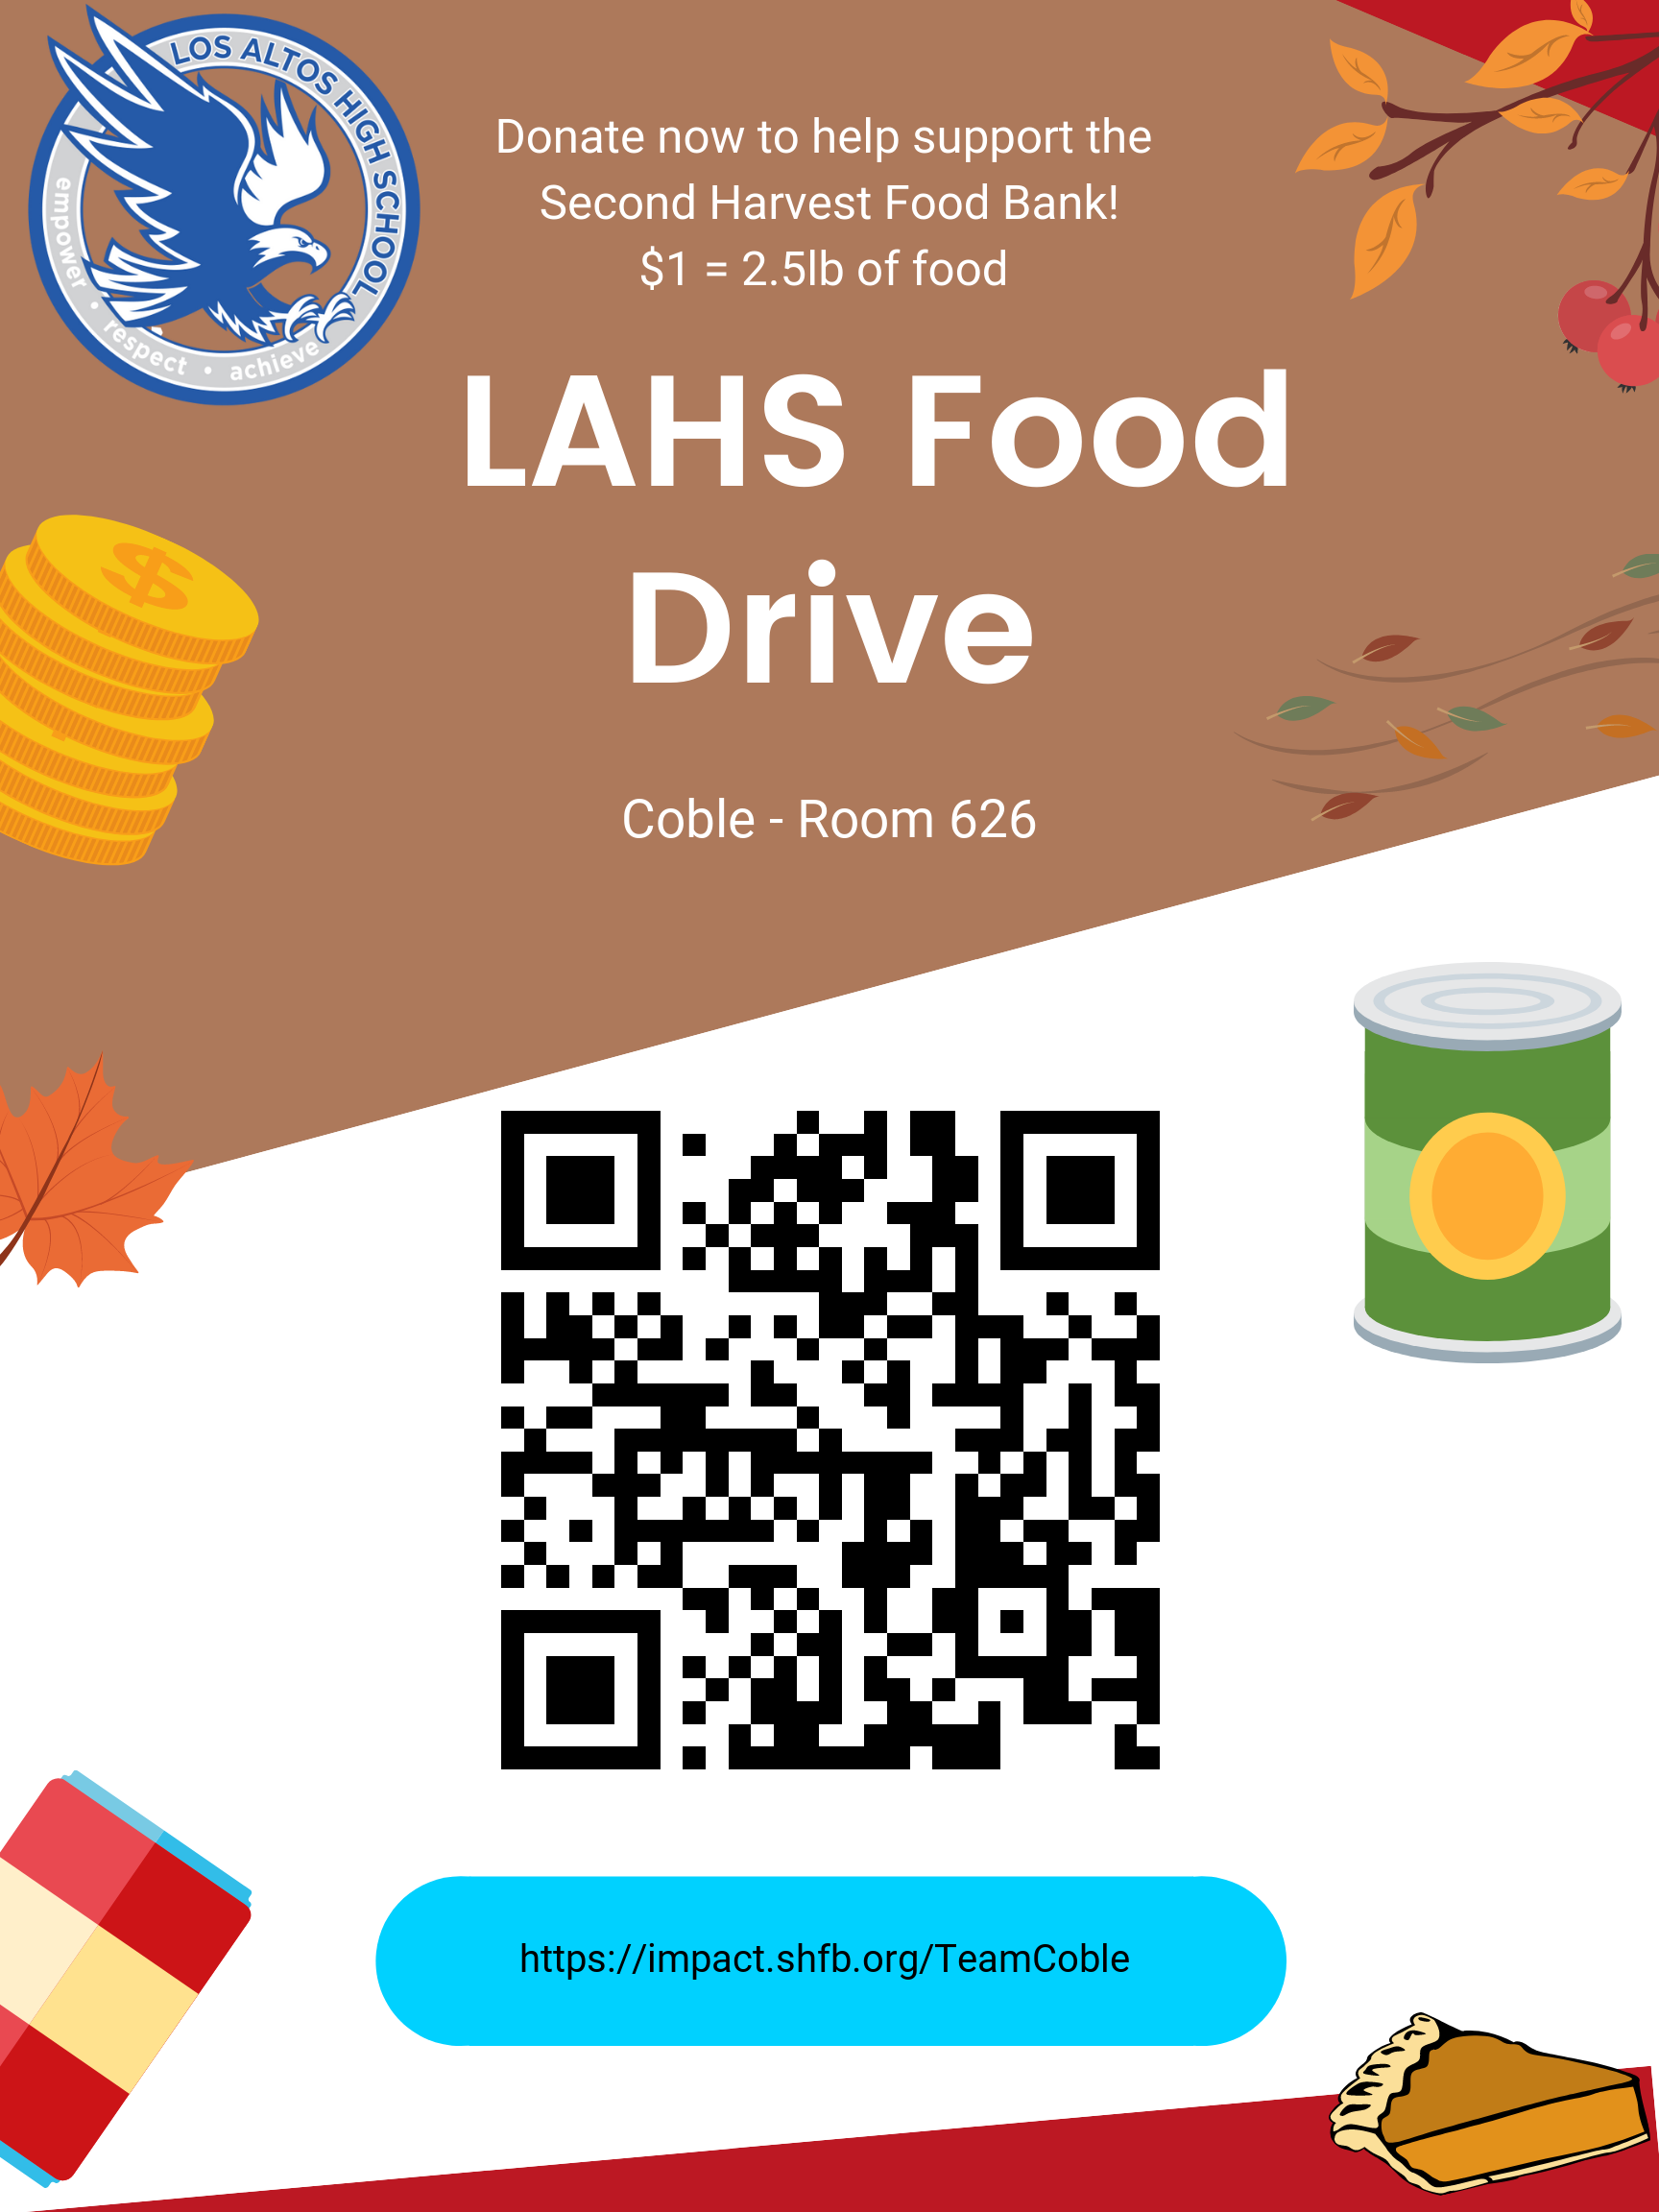 LOS ALTOS HIGH SCHOOL
empower • respect • achieve
Donate now to help support the
Second Harvest Food Bank!
$1 = 2.5lb of food
LAHS Food
Drive
$
Coble - Room 626
https://impact.shfb.org/TeamCoble